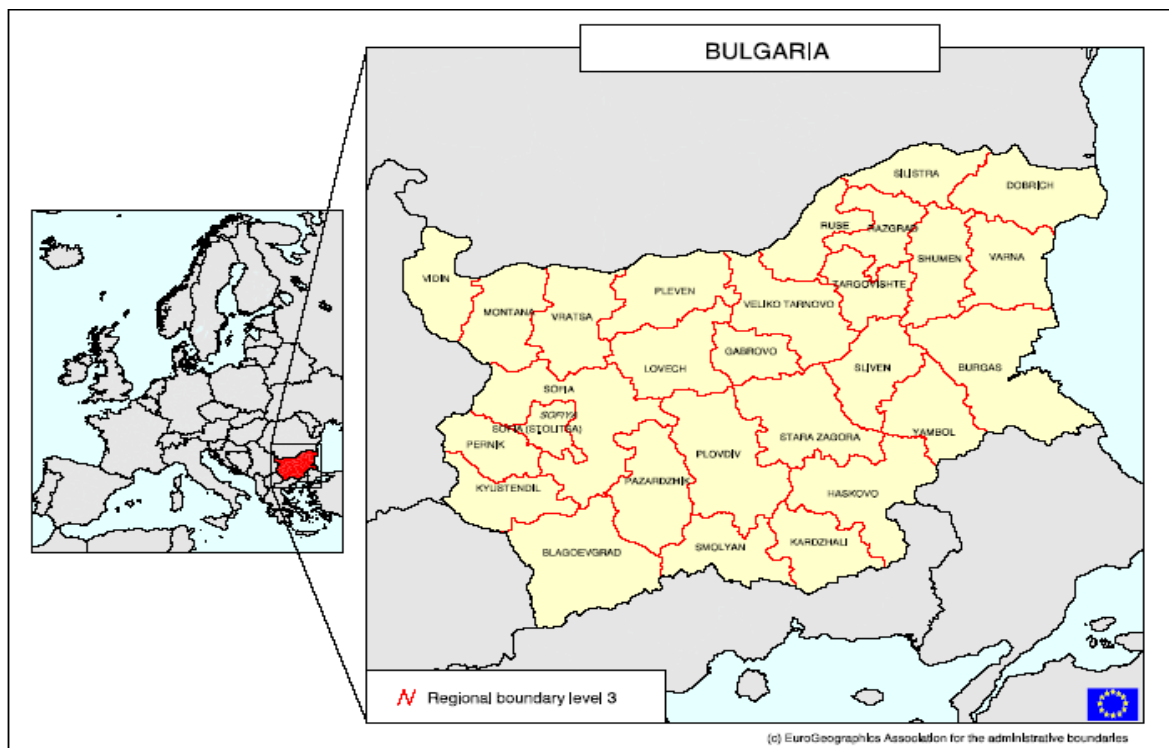 BULGARIA
SILISTRA
DOBRICH
RUSE
RAZGRAD
SHUMEN
VARNA
VIDIN
TARGOVISHTE
PLEVEN
VELIKO TARNOVO
MONTANA
VRATSA
GABROVO
LOVECH
SLIVEN
BURGAS
SOFIA
SOFIYA
SOFIA (STOLITSA)
PERNIK
STARA ZAGORA
YAMBOL
PLOVDIV
PAZARDZHIK
KYUSTENDIL
HASKOVO
KARDZHALI
SMOLYAN
BLAGOEVGRAD
Regional boundary level 3
(c) EuroGeographics Association for the administrative boundaries